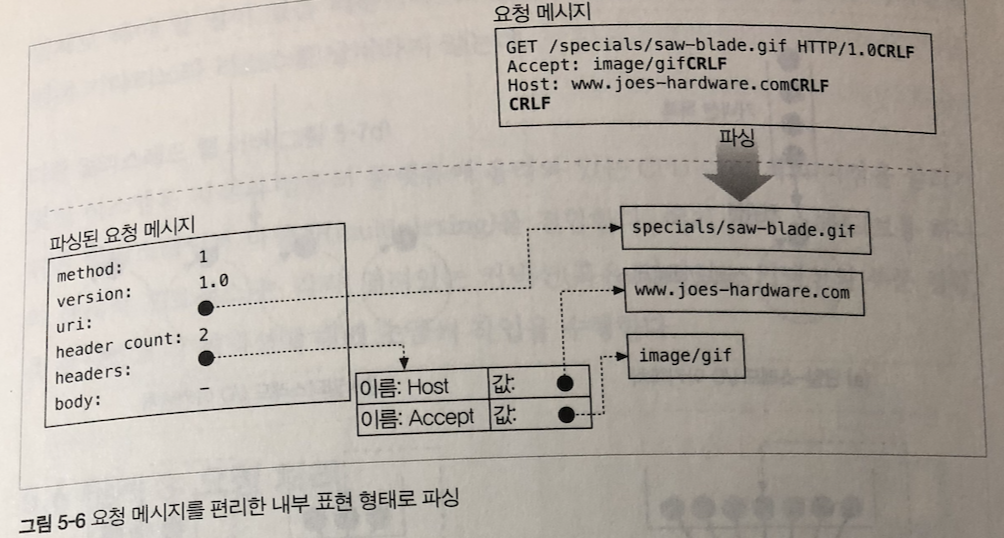 요청 메시지
GET /specials/saw-blade.gif HTTP/1.0CRLF
Accept: image/gifCRLF
Host: www.joes-hardware.comCRLF
CRLF
파싱
파싱된 요청 메시지
method: 1
version: 1.0
uri:
header count: 2
headers:
body: –
specials/saw-blade.gif
www.joes-hardware.com
image/gif
이름: Host 값:
이름: Accept 값:
그림 5-6 요청 메시지를 편리한 내부 표현 형태로 파싱